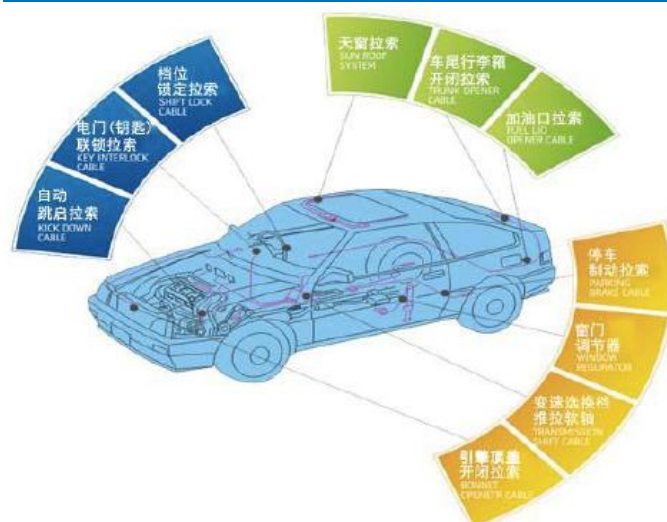 档位
锁定拉索
SHIFT LOCK
CABLE
电门(钥匙)
联锁拉索
KEY INTERLOCK
CABLE
自动
跳启拉索
KICK DOWN
CABLE
天窗拉索
SUN ROOF
SYSTEM
车尾行李箱
开闭拉索
TRUNK OPENER
CABLE
加油口拉索
FUEL LID
OPENER CABLE
停车
制动拉索
PARKING
BRAKE CABLE
窗门
调节器
WINDOW
REGURATOR
变速选换档
推拉软轴
TRANSMISSION
SHIFT CABLE
引擎顶盖
开闭拉索
BONNET
OPENETR CABLE